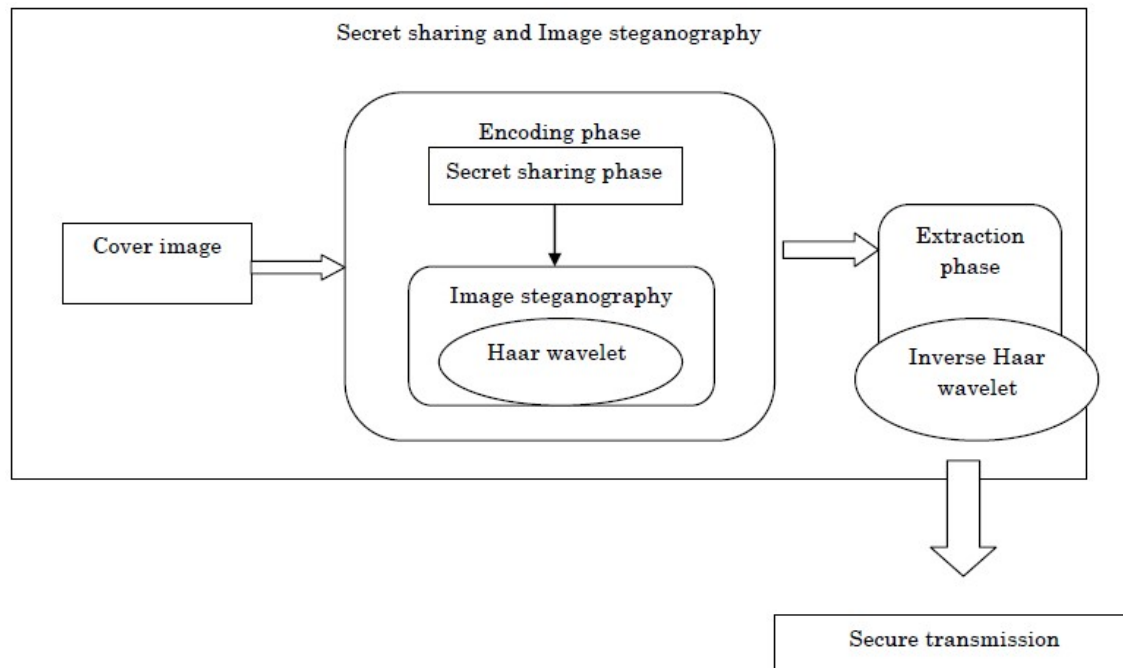 Secret sharing and Image steganography
Encoding phase
Secret sharing phase
Cover image
Image steganography
Haar wavelet
Extraction
phase
Inverse Haar
wavelet
Secure transmission